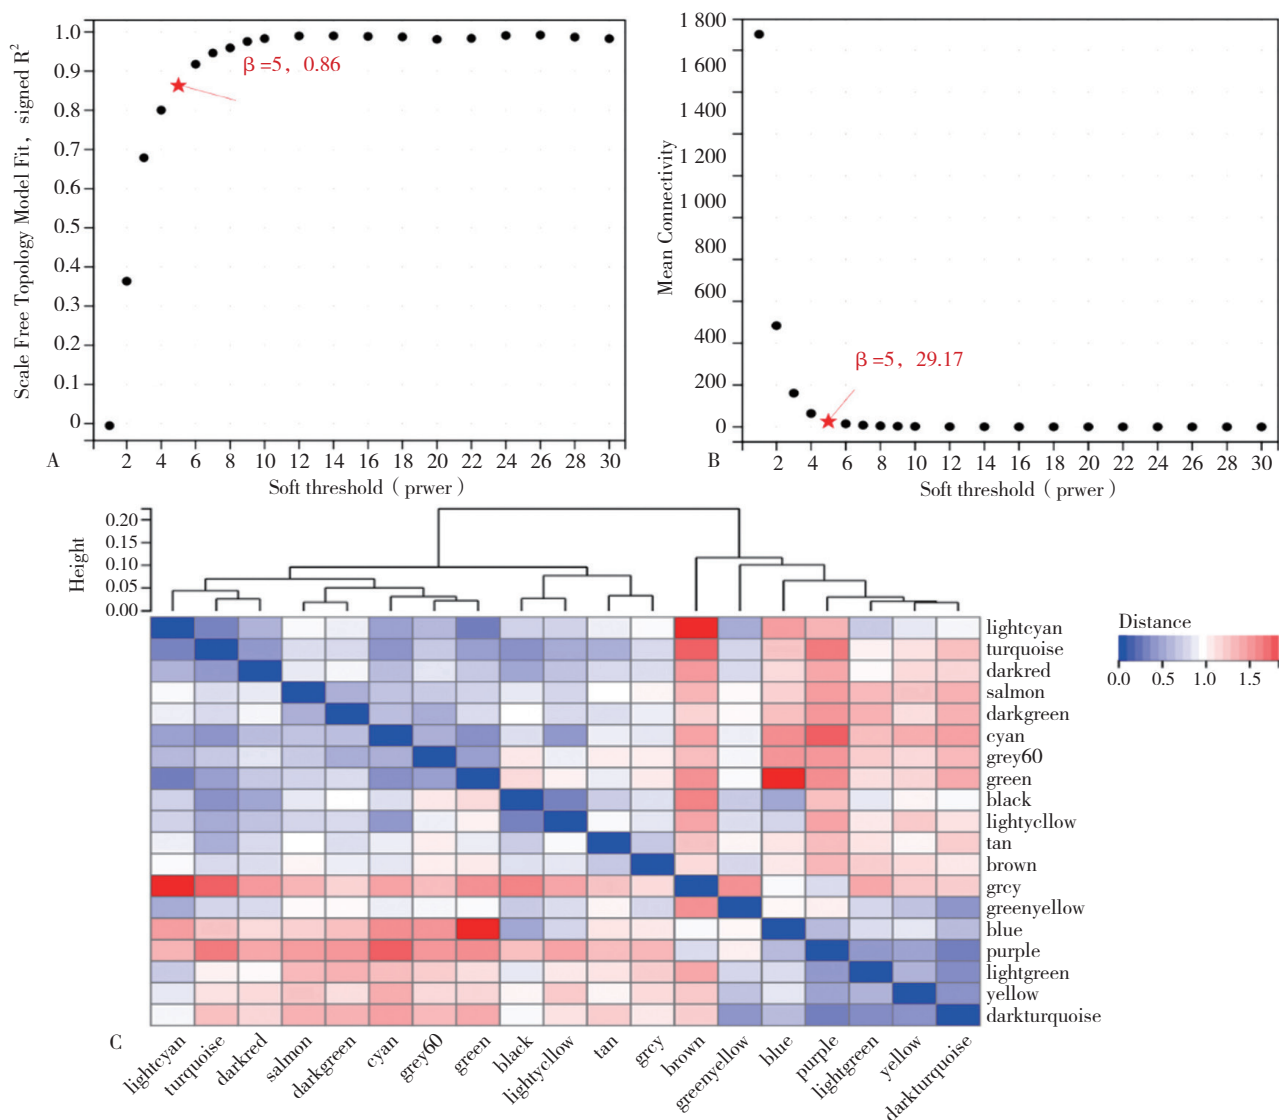 Scale Free Topology Model Fit, signed R²
1.0
0.9
0.8
0.7
0.6
0.5
0.4
0.3
0.2
0.1
0
β=5, 0.86
2 4 6 8 10 12 14 16 18 20 22 24 26 28 30
A
Soft threshold ( prwer )
Mean Connectivity
1 800
1 600
1 400
1 200
1 000
800
600
400
200
0
β=5, 29.17
2 4 6 8 10 12 14 16 18 20 22 24 26 28 30
B
Soft threshold ( prwer )
Height
0.20
0.15
0.10
0.05
0.00
lightcyan
turquoise
darkred
salmon
darkgreen
cyan
grey60
green
black
lightycllow
tan
brown
grcy
greenyellow
blue
purple
lightgreen
yellow
darkturquoise
Distance
0.0 0.5 1.0 1.5
C
lightcyan turquoise darkred salmon darkgreen cyan grey60 green black lightycllow tan grcy brown greenyellow blue purple lightgreen yellow darkturquoise